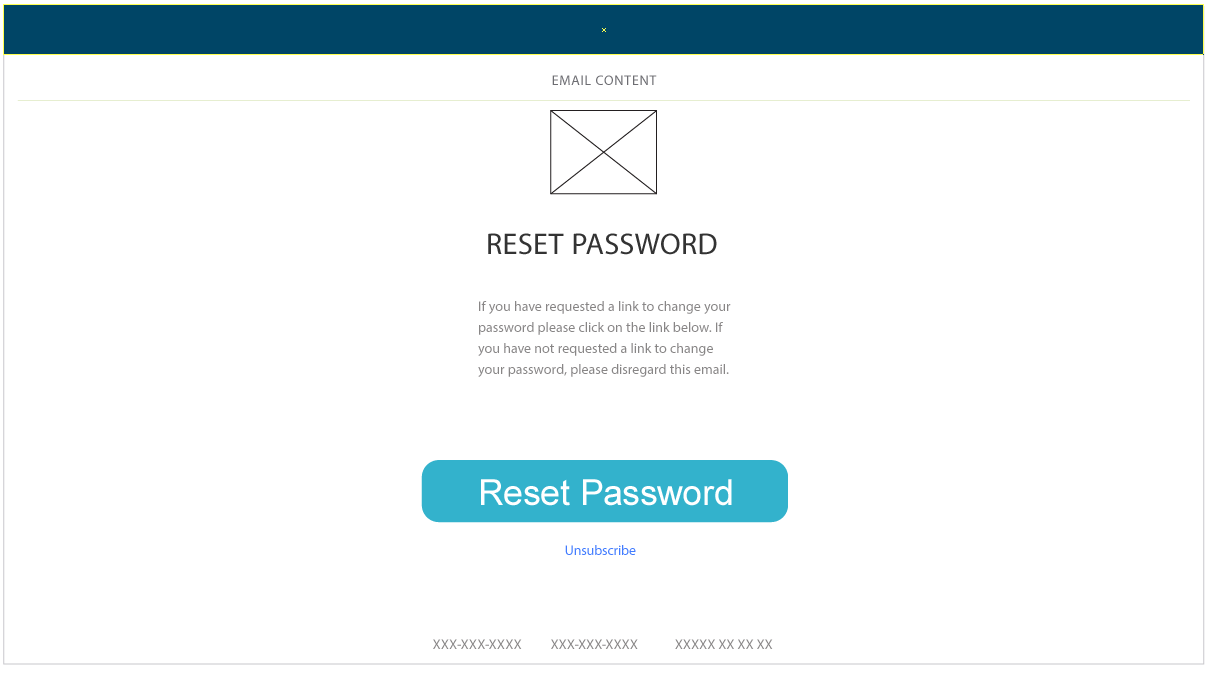 EMAIL CONTENT
RESET PASSWORD
If you have requested a link to change your
password please click on the link below. If
you have not requested a link to change
your password, please disregard this email.
Reset Password
Unsubscribe
XXX-XXX-XXXX XXX-XXX-XXXX XXXXX XX XX XX